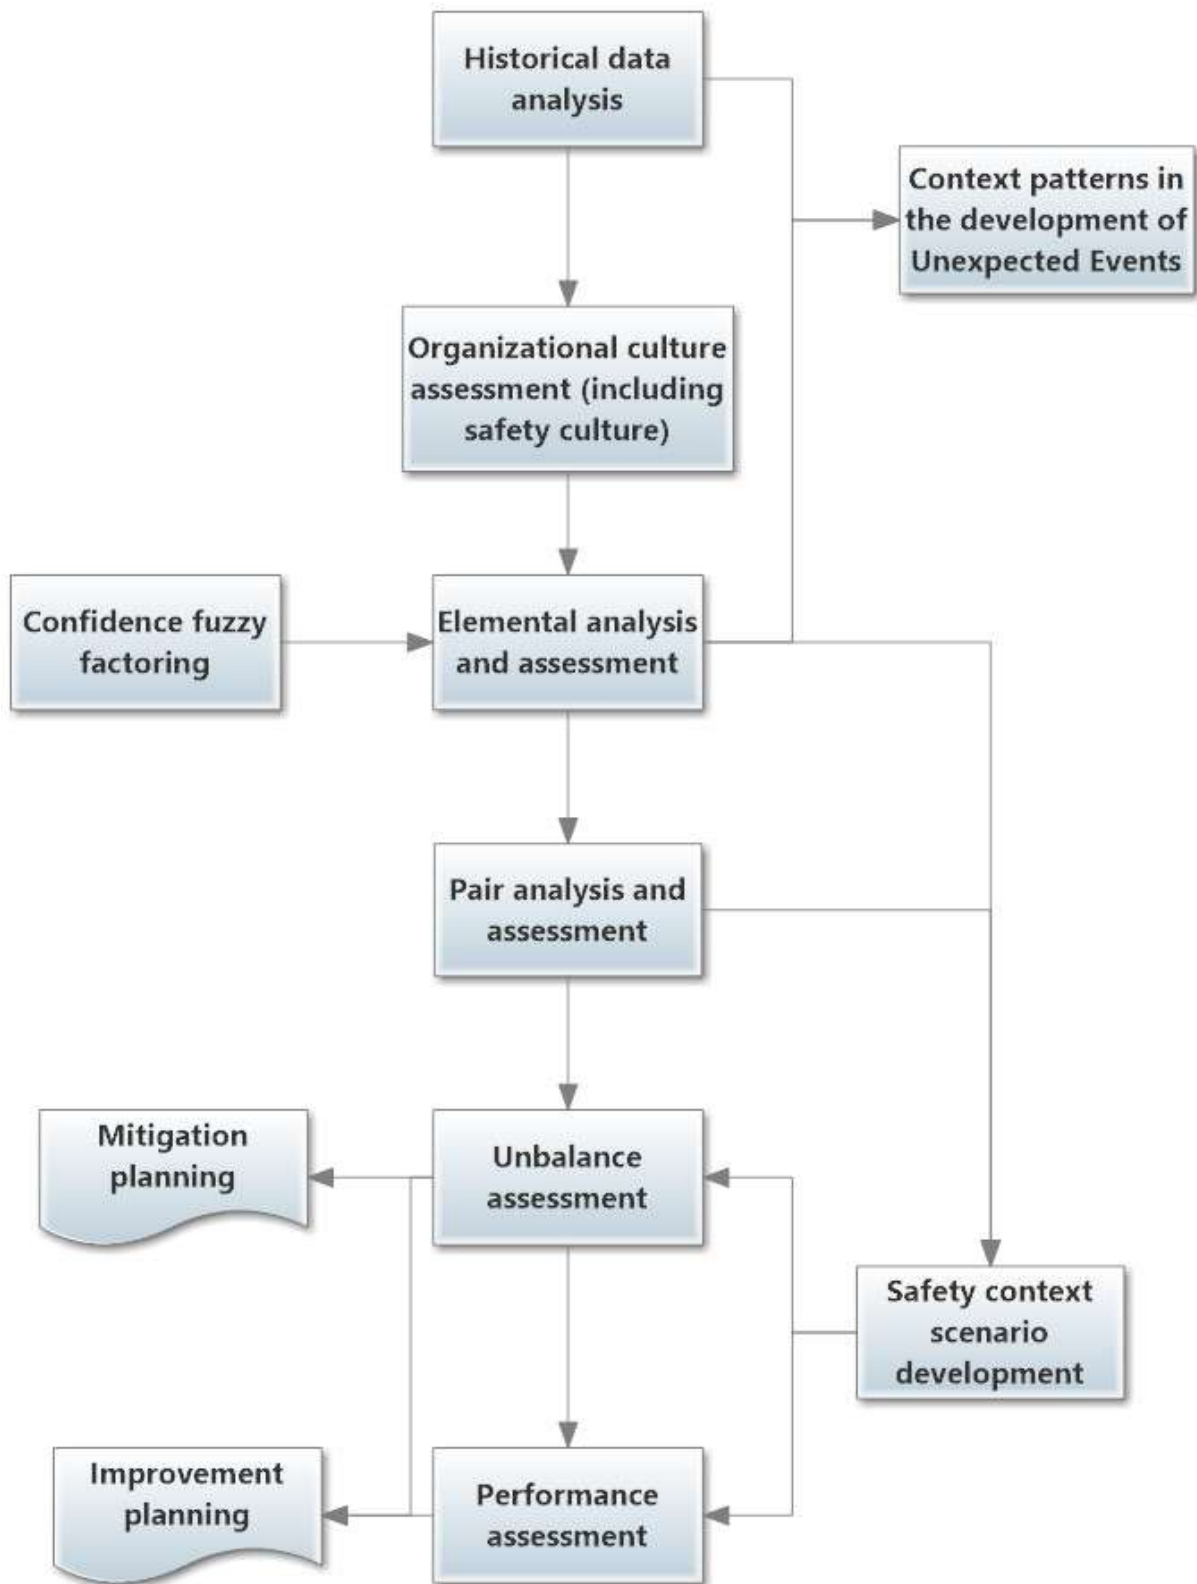 Historical data
analysis
Context patterns in
the development of
Unexpected Events
Organizational culture
assessment (including
safety culture)
Confidence fuzzy
factoring
Elemental analysis
and assessment
Pair analysis and
assessment
Mitigation
planning
Unbalance
assessment
Safety context
scenario
development
Improvement
planning
Performance
assessment